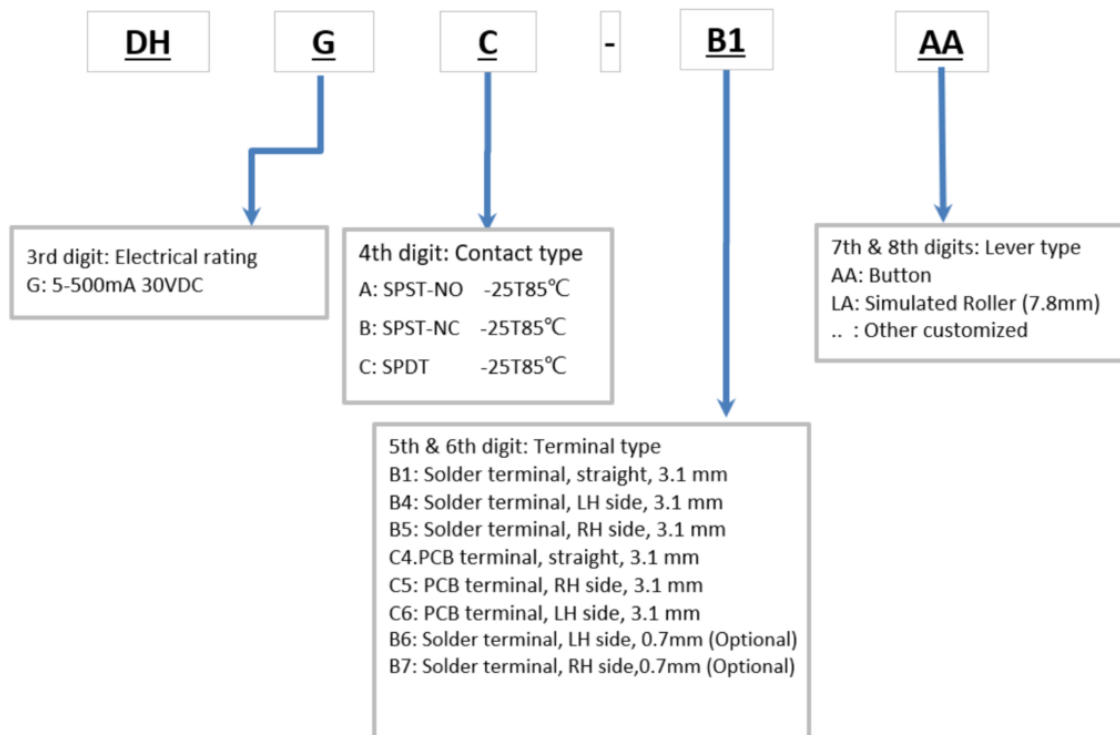 DH G C - B1 AA
3rd digit: Electrical rating
G: 5-500mA 30VDC
4th digit: Contact type
A: SPST-NO -25T85℃
B: SPST-NC -25T85℃
C: SPDT -25T85℃
7th & 8th digits: Lever type
AA: Button
LA: Simulated Roller (7.8mm)
.. : Other customized
5th & 6th digit: Terminal type
B1: Solder terminal, straight, 3.1 mm
B4: Solder terminal, LH side, 3.1 mm
B5: Solder terminal, RH side, 3.1 mm
C4.PCB terminal, straight, 3.1 mm
C5: PCB terminal, RH side, 3.1 mm
C6: PCB terminal, LH side, 3.1 mm
B6: Solder terminal, LH side, 0.7mm (Optional)
B7: Solder terminal, RH side,0.7mm (Optional)